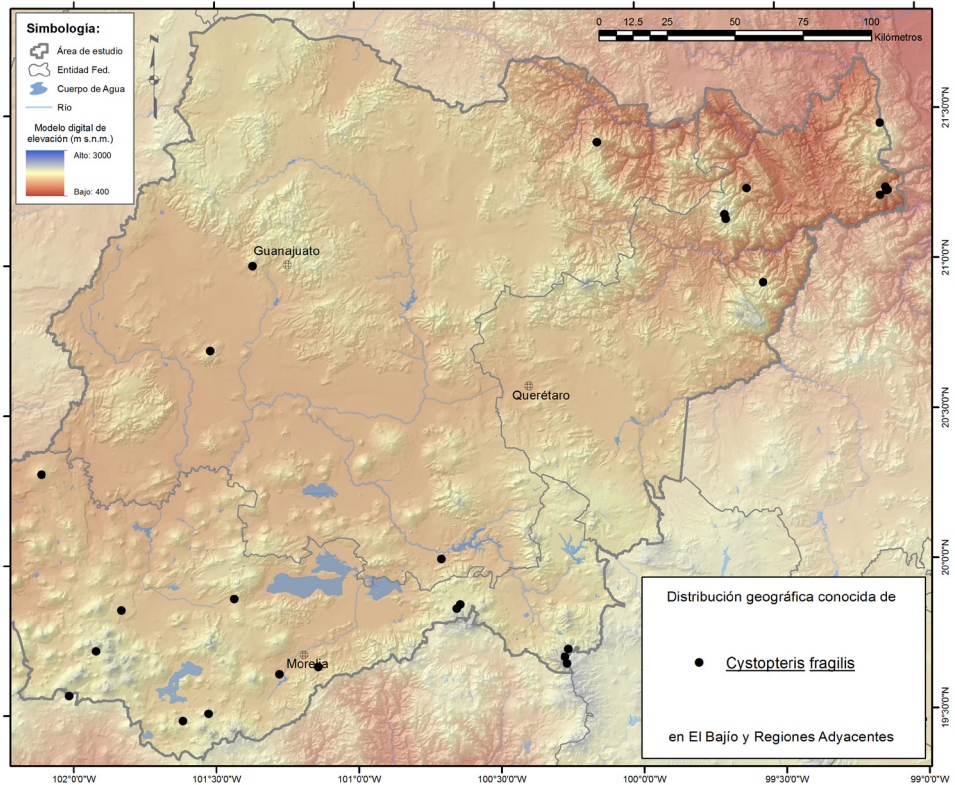 Simbología:
Área de estudio
Entidad Fed.
Cuerpo de Agua
Río
Modelo digital de
elevación (m s.n.m.)
Alto: 3000
Bajo: 400
N
0 12.5 25 50 75 100
Kilómetros
Guanajuato
Querétaro
Morelia
21°30'0"N
21°0'0"N
20°30'0"N
20°0'0"N
19°30'0"N
Distribución geográfica conocida de
Cystopteris fragilis
en El Bajío y Regiones Adyacentes
102°0'0"W
101°30'0"W
101°0'0"W
100°30'0"W
100°0'0"W
99°30'0"W
99°0'0"W